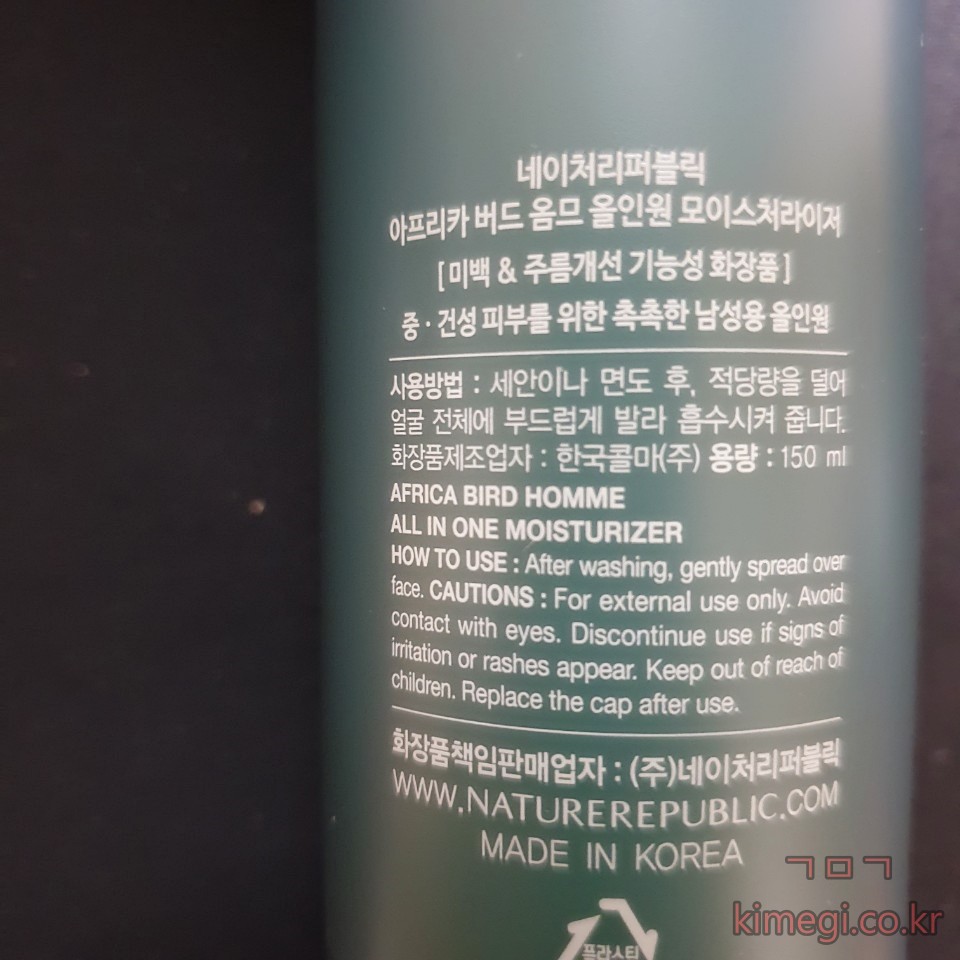 네이처리퍼블릭
아프리카 버드 옴므 올인원 모이스처라이저
[ 미백 & 주름개선 기능성 화장품 ]
중 · 건성 피부를 위한 촉촉한 남성용 올인원
사용방법 : 세안이나 면도 후, 적당량을 덜어
얼굴 전체에 부드럽게 발라 흡수시켜 줍니다.
화장품제조업자 : 한국콜마(주) 용량 : 150 ml
AFRICA BIRD HOMME
ALL IN ONE MOISTURIZER
HOW TO USE : After washing, gently spread over
face. CAUTIONS : For external use only. Avoid
contact with eyes. Discontinue use if signs of
irritation or rashes appear. Keep out of reach of
children. Replace the cap after use.
화장품책임판매업자 : (주)네이처리퍼블릭
WWW.NATUREREPUBLIC.COM
MADE IN KOREA
ㄱㅁㄱ
kimegi.co.kr
플라스틱